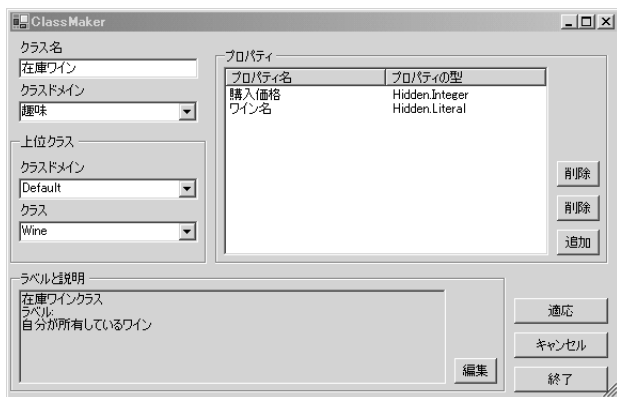 ClassMaker
クラス名
在庫ワイン
クラスドメイン
趣味
上位クラス
クラスドメイン
Default
クラス
Wine
プロパティ
プロパティ名 プロパティの型
購入価格 Hidden.Integer
ワイン名 Hidden.Literal
削除
削除
追加
ラベルと説明
在庫ワインクラス
ラベル:
自分が所有しているワイン
編集
適応
キャンセル
終了